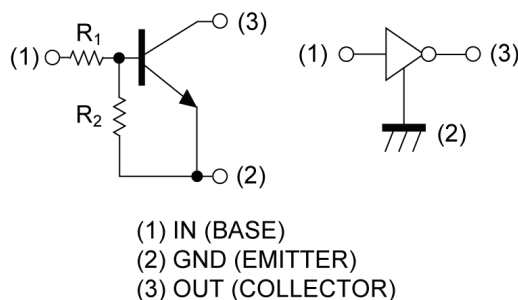 R1
(1)
(3)
R2
(2)
(1)
(3)
(2)
(1) IN (BASE)
(2) GND (EMITTER)
(3) OUT (COLLECTOR)